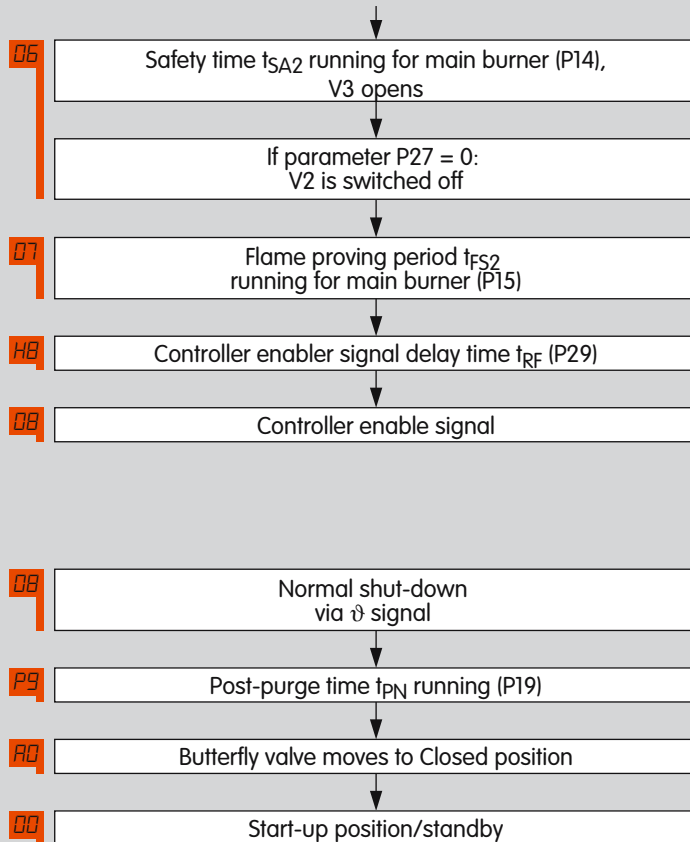 06
Safety time tSA2 running for main burner (P14),
V3 opens
If parameter P27 = 0:
V2 is switched off
07
Flame proving period tFS2
running for main burner (P15)
H8
Controller enabler signal delay time tRF (P29)
08
Controller enable signal
08
Normal shut-down
via ϑ signal
P9
Post-purge time tPN running (P19)
A0
Butterfly valve moves to Closed position
00
Start-up position/standby